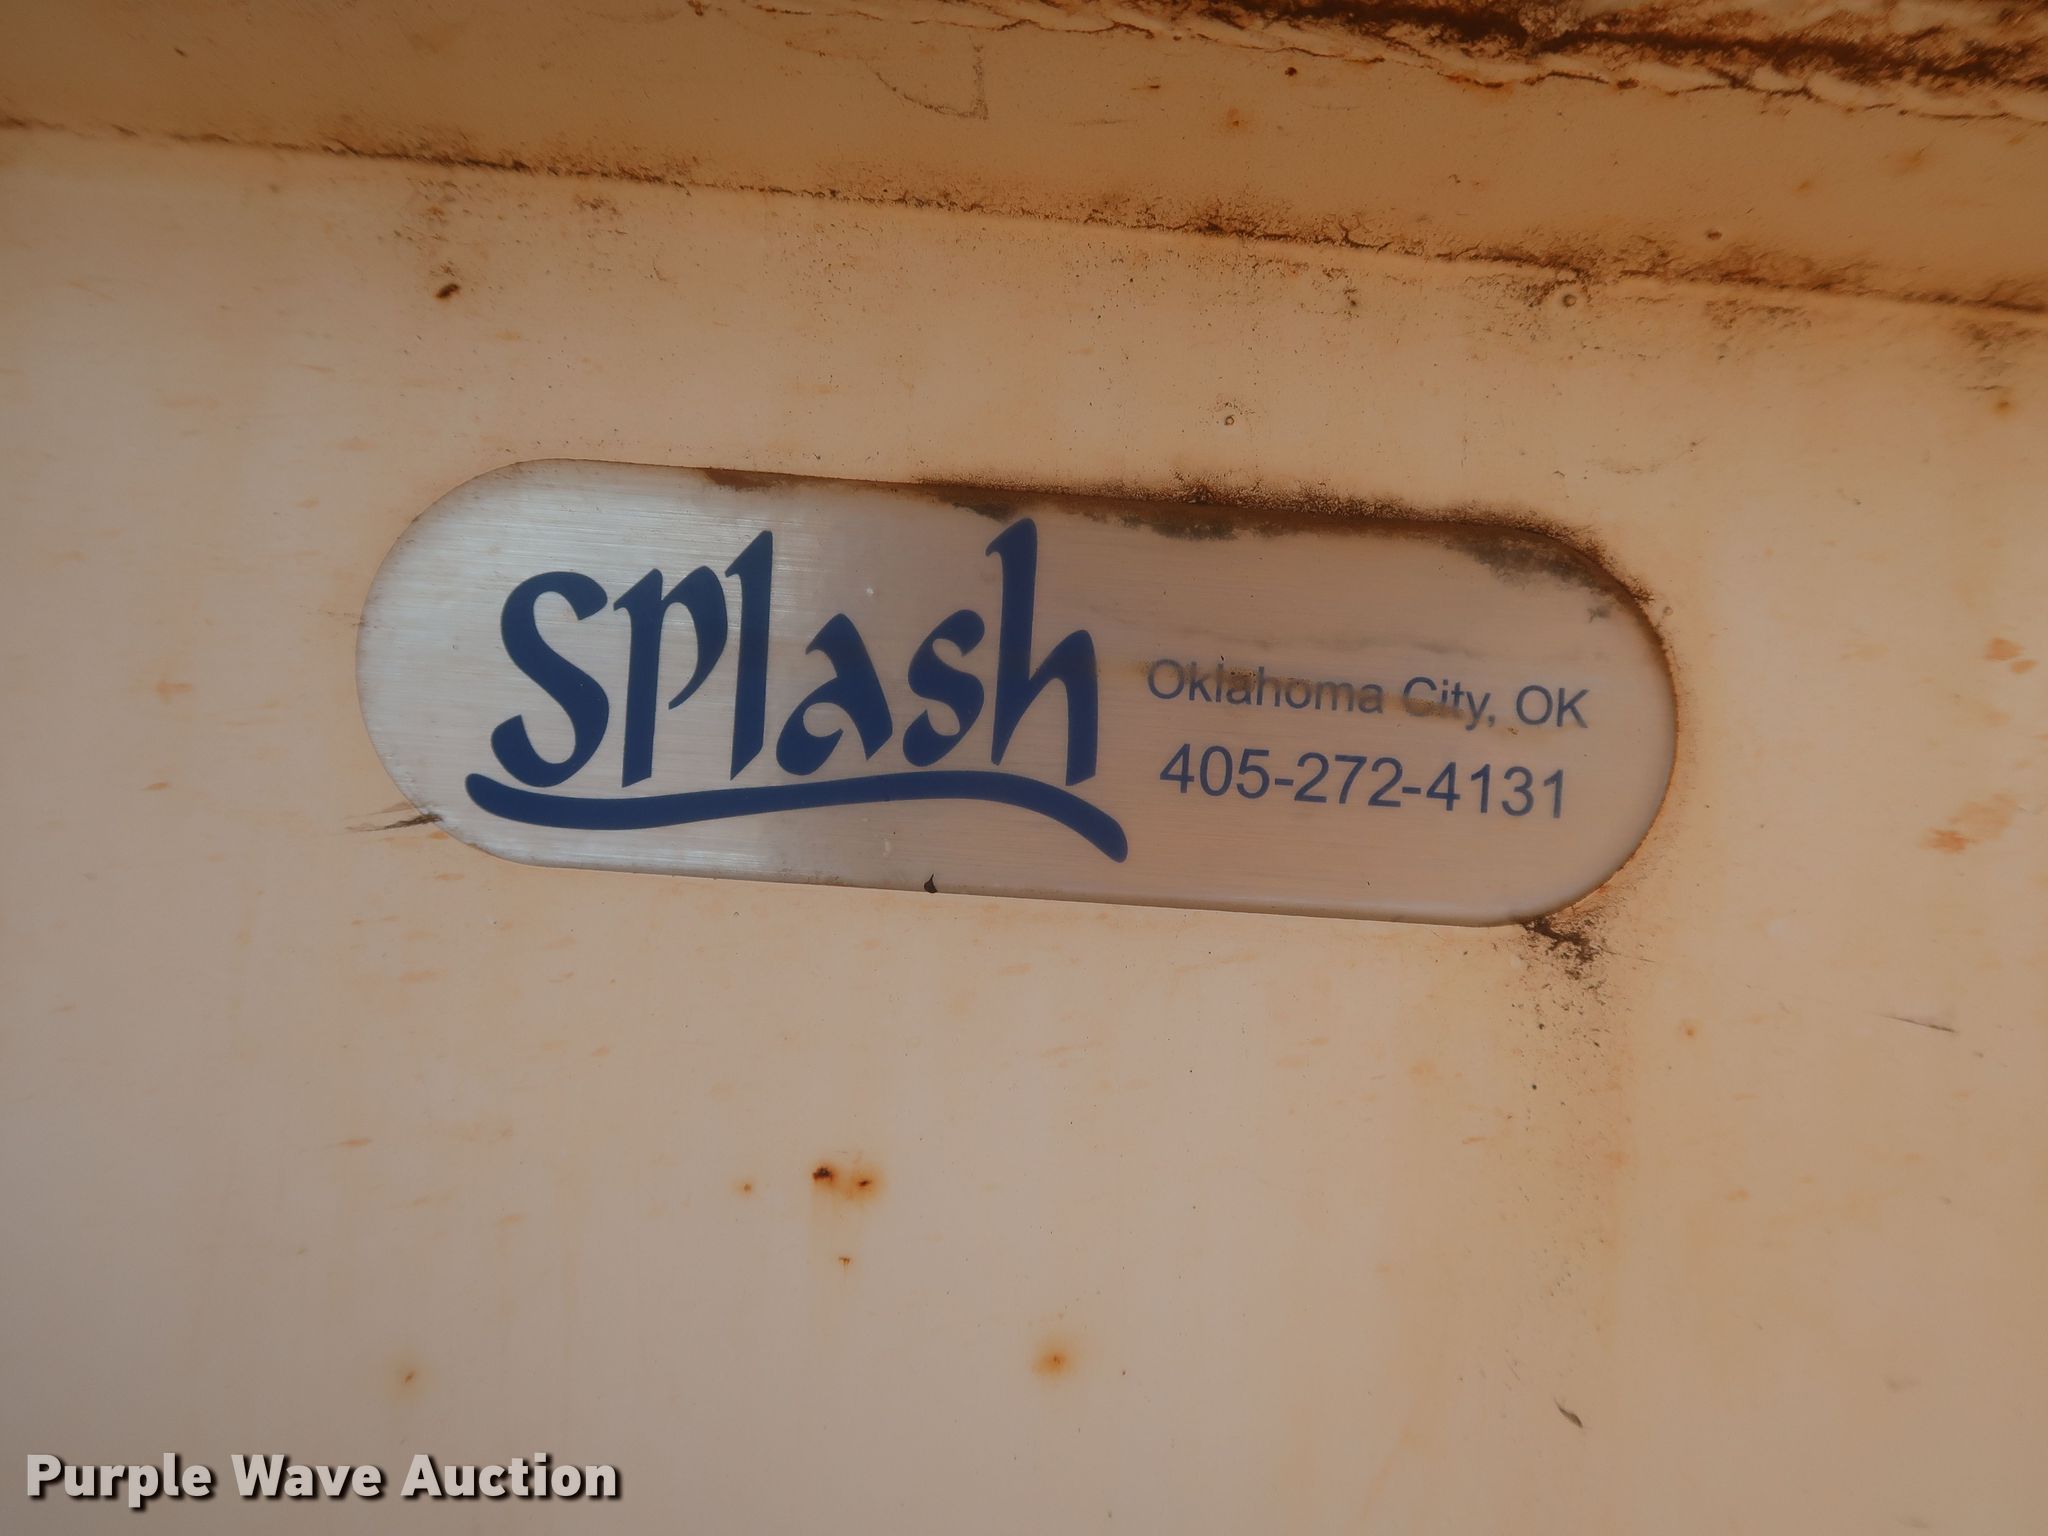 Splash
Oklahoma City, OK
405-272-4131
Purple Wave Auction